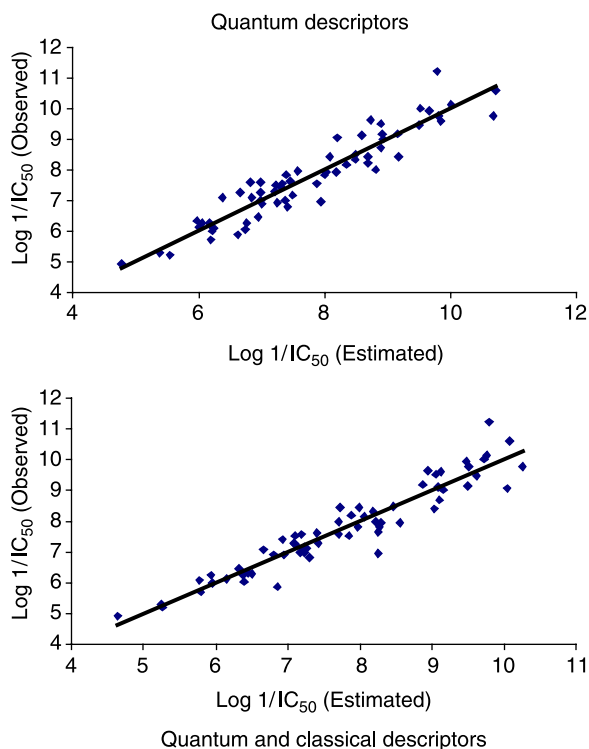 Quantum descriptors
12
11
10
9
8
7
6
5
4
Log 1/IC50 (Observed)
4 6 8 10 12
Log 1/IC50 (Estimated)
12
11
10
9
8
7
6
5
4
Log 1/IC50 (Observed)
4 5 6 7 8 9 10 11
Log 1/IC50 (Estimated)
Quantum and classical descriptors